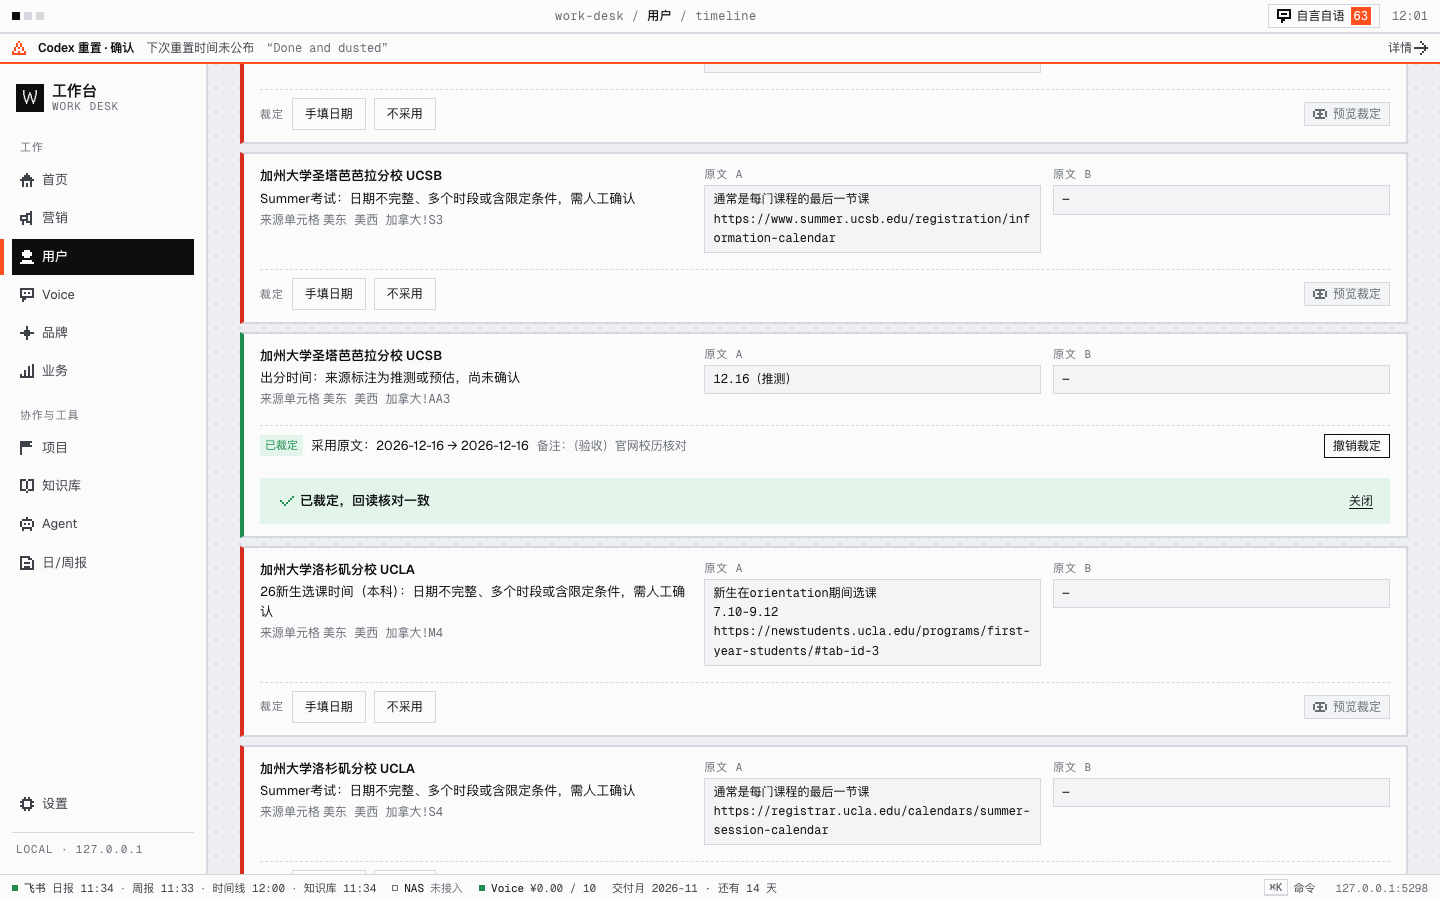 work-desk / 用户 / timeline
自言自语 63
12:01
Codex 重置·确认 下次重置时间未公布 “Done and dusted”
详情
W
工作台
WORK DESK
工作
首页
营销
用户
Voice
品牌
业务
协作与工具
项目
知识库
Agent
日/周报
设置
LOCAL · 127.0.0.1
裁定 手填日期 不采用 预览裁定
加州大学圣塔芭芭拉分校 UCSB
Summer考试：日期不完整、多个时段或含限定条件，需人工确认
来源单元格 美东 美西 加拿大!S3
原文 A
通常是每门课程的最后一节课
https://www.summer.ucsb.edu/registration/inf
ormation-calendar
原文 B
—
裁定 手填日期 不采用 预览裁定
加州大学圣塔芭芭拉分校 UCSB
出分时间：来源标注为推测或预估，尚未确认
来源单元格 美东 美西 加拿大!AA3
原文 A
12.16（推测）
原文 B
—
已裁定 采用原文：2026-12-16 → 2026-12-16 备注：（验收）官网校历核对 撤销裁定
已裁定，回读核对一致 关闭
加州大学洛杉矶分校 UCLA
26新生选课时间（本科）：日期不完整、多个时段或含限定条件，需人工确
认
来源单元格 美东 美西 加拿大!M4
原文 A
新生在orientation期间选课
7.10-9.12
https://newstudents.ucla.edu/programs/first-
year-students/#tab-id-3
原文 B
—
裁定 手填日期 不采用 预览裁定
加州大学洛杉矶分校 UCLA
Summer考试：日期不完整、多个时段或含限定条件，需人工确认
来源单元格 美东 美西 加拿大!S4
原文 A
通常是每门课程的最后一节课
https://registrar.ucla.edu/calendars/summer-
session-calendar
原文 B
—
飞书 日报 11:34 · 周报 11:33 · 时间线 12:00 · 知识库 11:34 NAS 未接入 Voice ¥0.00 / 10 交付月 2026-11 · 还有 14 天 ⌘K 命令 127.0.0.1:5298